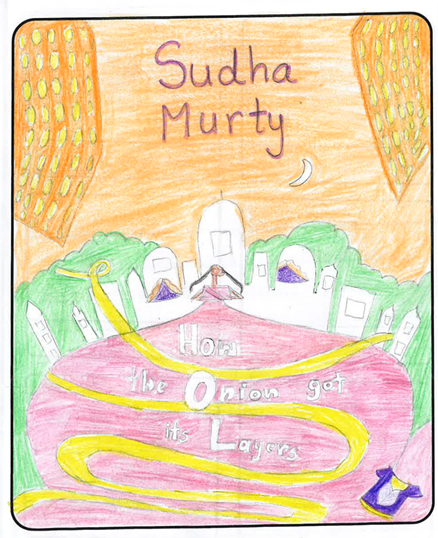 Sudha
Murty
How
the Onion got
its Layers